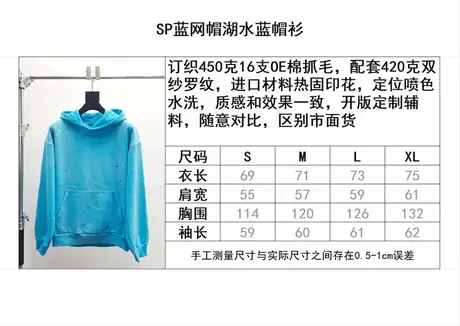 SP蓝网帽湖水蓝帽衫
订织450克16支OE棉抓毛，配套420克双
纱罗纹，进口材料热固印花，定位喷色
水洗，质感和效果一致，开版定制辅
料，随意对比，区别市面货
尺码 S M L XL
衣长 69 71 73 75
肩宽 55 57 59 61
胸围 114 120 126 132
袖长 59 60 61 62
手工测量尺寸与实际尺寸之间存在0.5-1cm误差